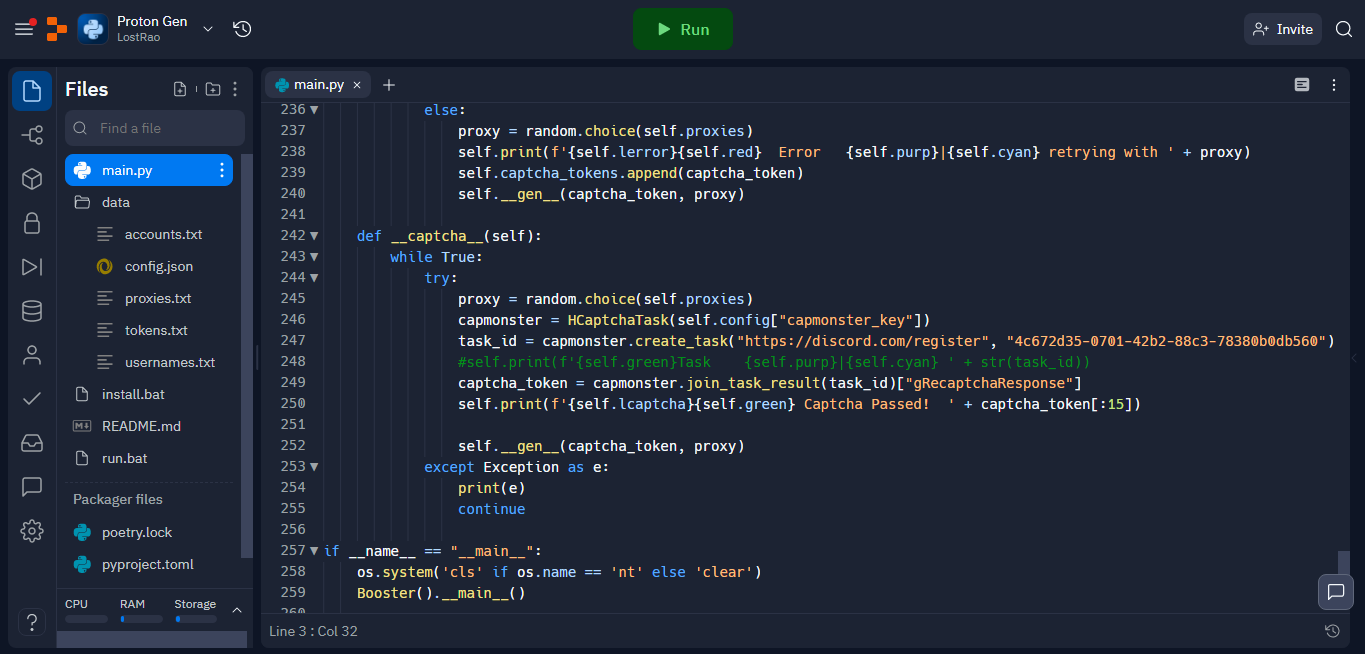 Proton Gen
LostRao
Run
Invite
Files
Find a file
main.py
data
accounts.txt
config.json
proxies.txt
tokens.txt
usernames.txt
install.bat
README.md
run.bat
Packager files
poetry.lock
pyproject.toml
CPU RAM Storage
?
main.py × +
236 else:
237 proxy = random.choice(self.proxies)
238 self.print(f'{self.lerror}{self.red}  Error   {self.purp}|{self.cyan} retrying with ' + proxy)
239 self.captcha_tokens.append(captcha_token)
240 self.__gen__(captcha_token, proxy)
241
242 def __captcha__(self):
243 while True:
244 try:
245 proxy = random.choice(self.proxies)
246 capmonster = HCaptchaTask(self.config["capmonster_key"])
247 task_id = capmonster.create_task("https://discord.com/register", "4c672d35-0701-42b2-88c3-78380b0db560")
248 #self.print(f'{self.green}Task    {self.purp}|{self.cyan} ' + str(task_id))
249 captcha_token = capmonster.join_task_result(task_id)["gRecaptchaResponse"]
250 self.print(f'{self.lcaptcha}{self.green} Captcha Passed!  ' + captcha_token[:15])
251
252 self.__gen__(captcha_token, proxy)
253 except Exception as e:
254 print(e)
255 continue
256
257 if __name__ == "__main__":
258 os.system('cls' if os.name == 'nt' else 'clear')
259 Booster().__main__()
260
Line 3 : Col 32